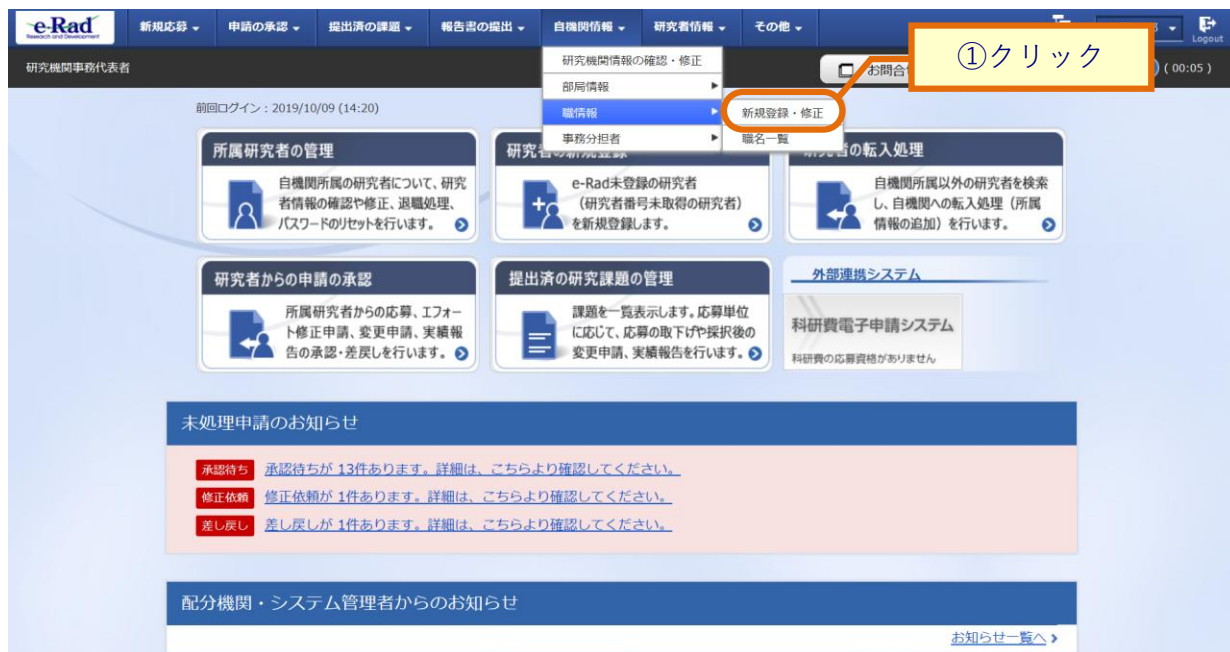 e-Rad
Research and Development
新規応募
申請の承認
提出済の課題
報告書の提出
自機関情報
研究者情報
その他
Logout
研究機関事務代表者
お問合
( 00:05 )
①クリック
研究機関情報の確認・修正
部局情報
職情報
事務分担者
新規登録・修正
職名一覧
前回ログイン：2019/10/09 (14:20)
所属研究者の管理
自機関所属の研究者について、研究
者情報の確認や修正、退職処理、
パスワードのリセットを行います。
e-Rad未登録の研究者
（研究者番号未取得の研究者）
を新規登録します。
の転入処理
自機関所属以外の研究者を検索
し、自機関への転入処理（所属
情報の追加）を行います。
研究者からの申請の承認
所属研究者からの応募、エフォー
ト修正申請、変更申請、実績報
告の承認・差戻しを行います。
提出済の研究課題の管理
課題を一覧表示します。応募単位
に応じて、応募の取下げや採択後の
変更申請、実績報告を行います。
外部連携システム
科研費電子申請システム
科研費の応募資格がありません
未処理申請のお知らせ
承認待ち 承認待ちが 13件あります。詳細は、こちらより確認してください。
修正依頼 修正依頼が 1件あります。詳細は、こちらより確認してください。
差し戻し 差し戻しが 1件あります。詳細は、こちらより確認してください。
配分機関・システム管理者からのお知らせ
お知らせ一覧へ